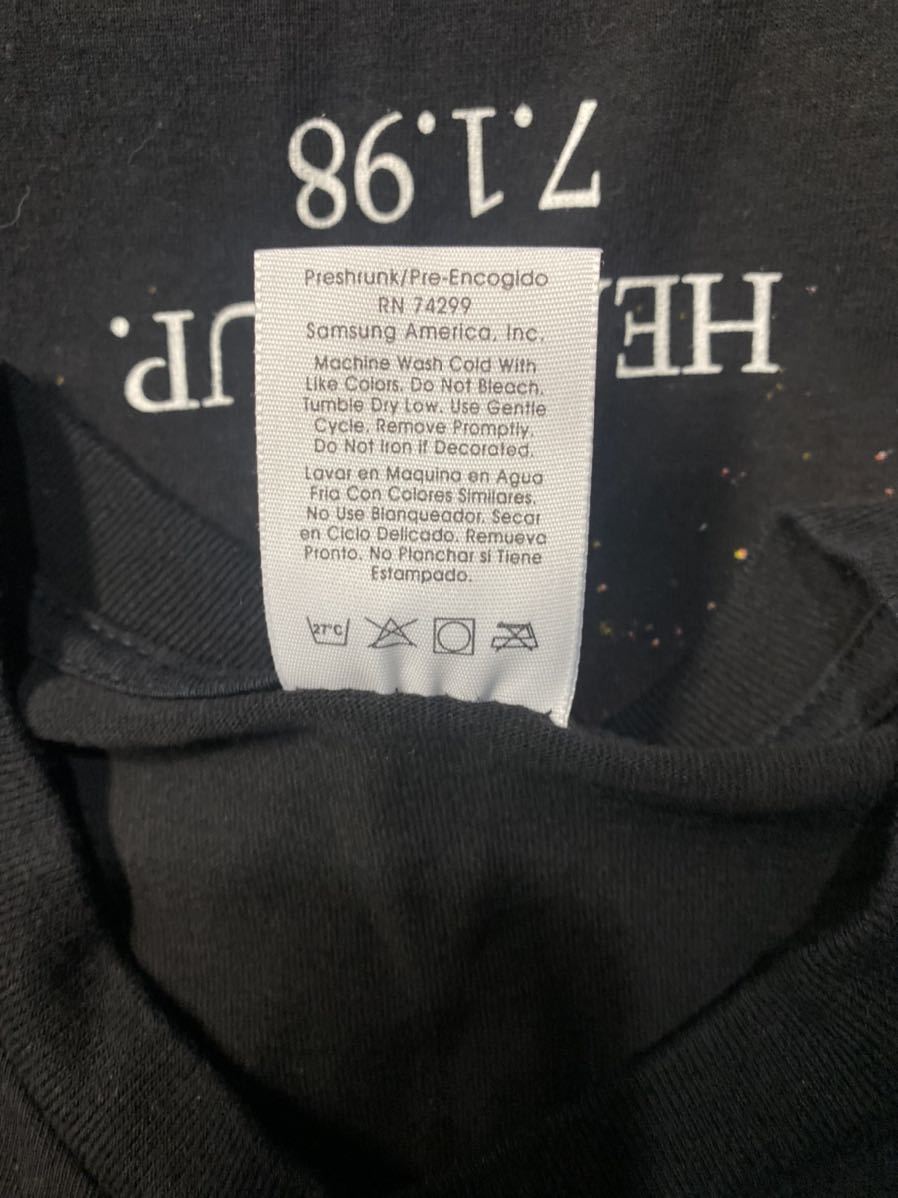 7.1.98
HE
UP.
Preshrunk/Pre-Encogido
RN 74299
Samsung America, Inc.
Machine Wash Cold With
Like Colors. Do Not Bleach.
Tumble Dry Low. Use Gentle
Cycle. Remove Promptly.
Do Not Iron if Decorated.
Lavar en Maquina en Agua
Fria Con Colores Similares.
No Use Blanqueador. Secar
en Ciclo Delicado. Remueva
Pronto. No Planchar si Tiene
Estampado.
27°C